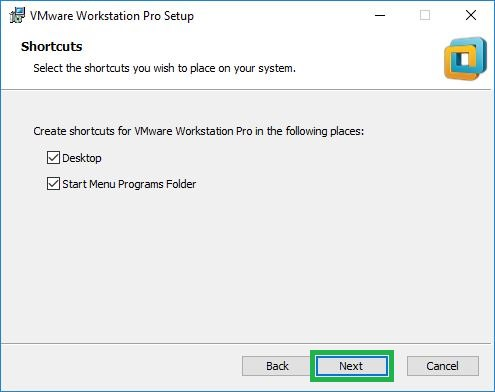 VMware Workstation Pro Setup
Shortcuts
Select the shortcuts you wish to place on your system.
Create shortcuts for VMware Workstation Pro in the following places:
Desktop
Start Menu Programs Folder
Back Next Cancel